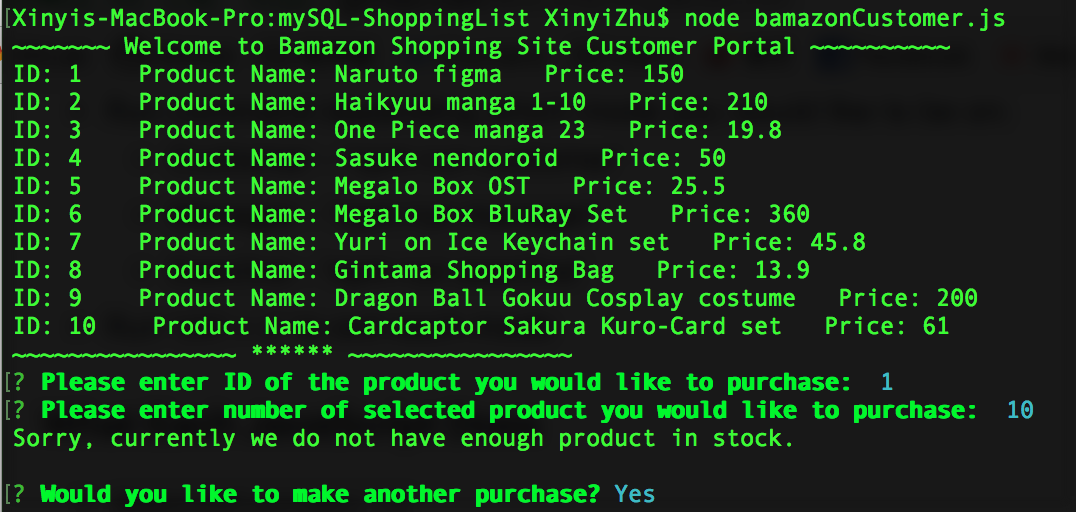 [Xinyis-MacBook-Pro:mySQL-ShoppingList XinyiZhu$ node bamazonCustomer.js
~~~~~~~ Welcome to Bamazon Shopping Site Customer Portal ~~~~~~~~~~
ID: 1    Product Name: Naruto figma   Price: 150
ID: 2    Product Name: Haikyuu manga 1-10   Price: 210
ID: 3    Product Name: One Piece manga 23   Price: 19.8
ID: 4    Product Name: Sasuke nendoroid   Price: 50
ID: 5    Product Name: Megalo Box OST   Price: 25.5
ID: 6    Product Name: Megalo Box BluRay Set   Price: 360
ID: 7    Product Name: Yuri on Ice Keychain set   Price: 45.8
ID: 8    Product Name: Gintama Shopping Bag   Price: 13.9
ID: 9    Product Name: Dragon Ball Gokuu Cosplay costume   Price: 200
ID: 10    Product Name: Cardcaptor Sakura Kuro-Card set   Price: 61
~~~~~~~~~~~~~~~~ ****** ~~~~~~~~~~~~~~~~
[? Please enter ID of the product you would like to purchase:  1
[? Please enter number of selected product you would like to purchase:  10
Sorry, currently we do not have enough product in stock.
[? Would you like to make another purchase? Yes